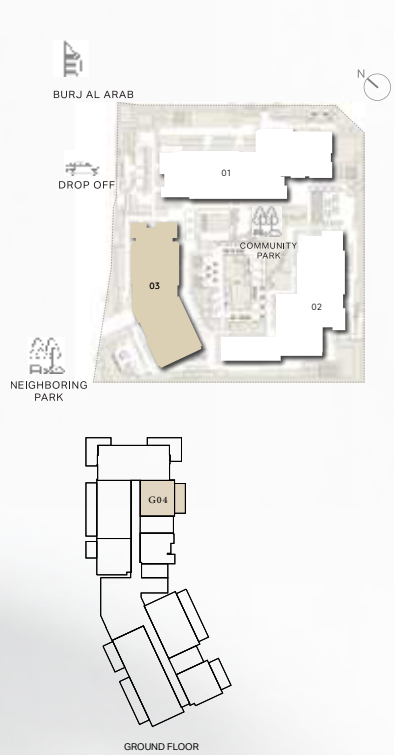 N
BURJ AL ARAB
DROP OFF
01
COMMUNITY
PARK
03
02
NEIGHBORING
PARK
G04
GROUND FLOOR